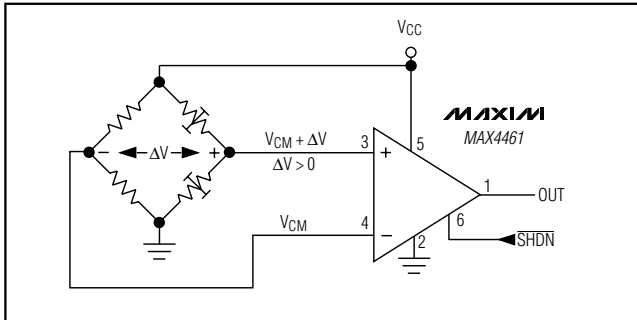 VCC
MAXIM
MAX4461
VCM + ΔV
ΔV > 0
3
+
5
- ΔV +
1
OUT
4
-
VCM
2
6
SHDN